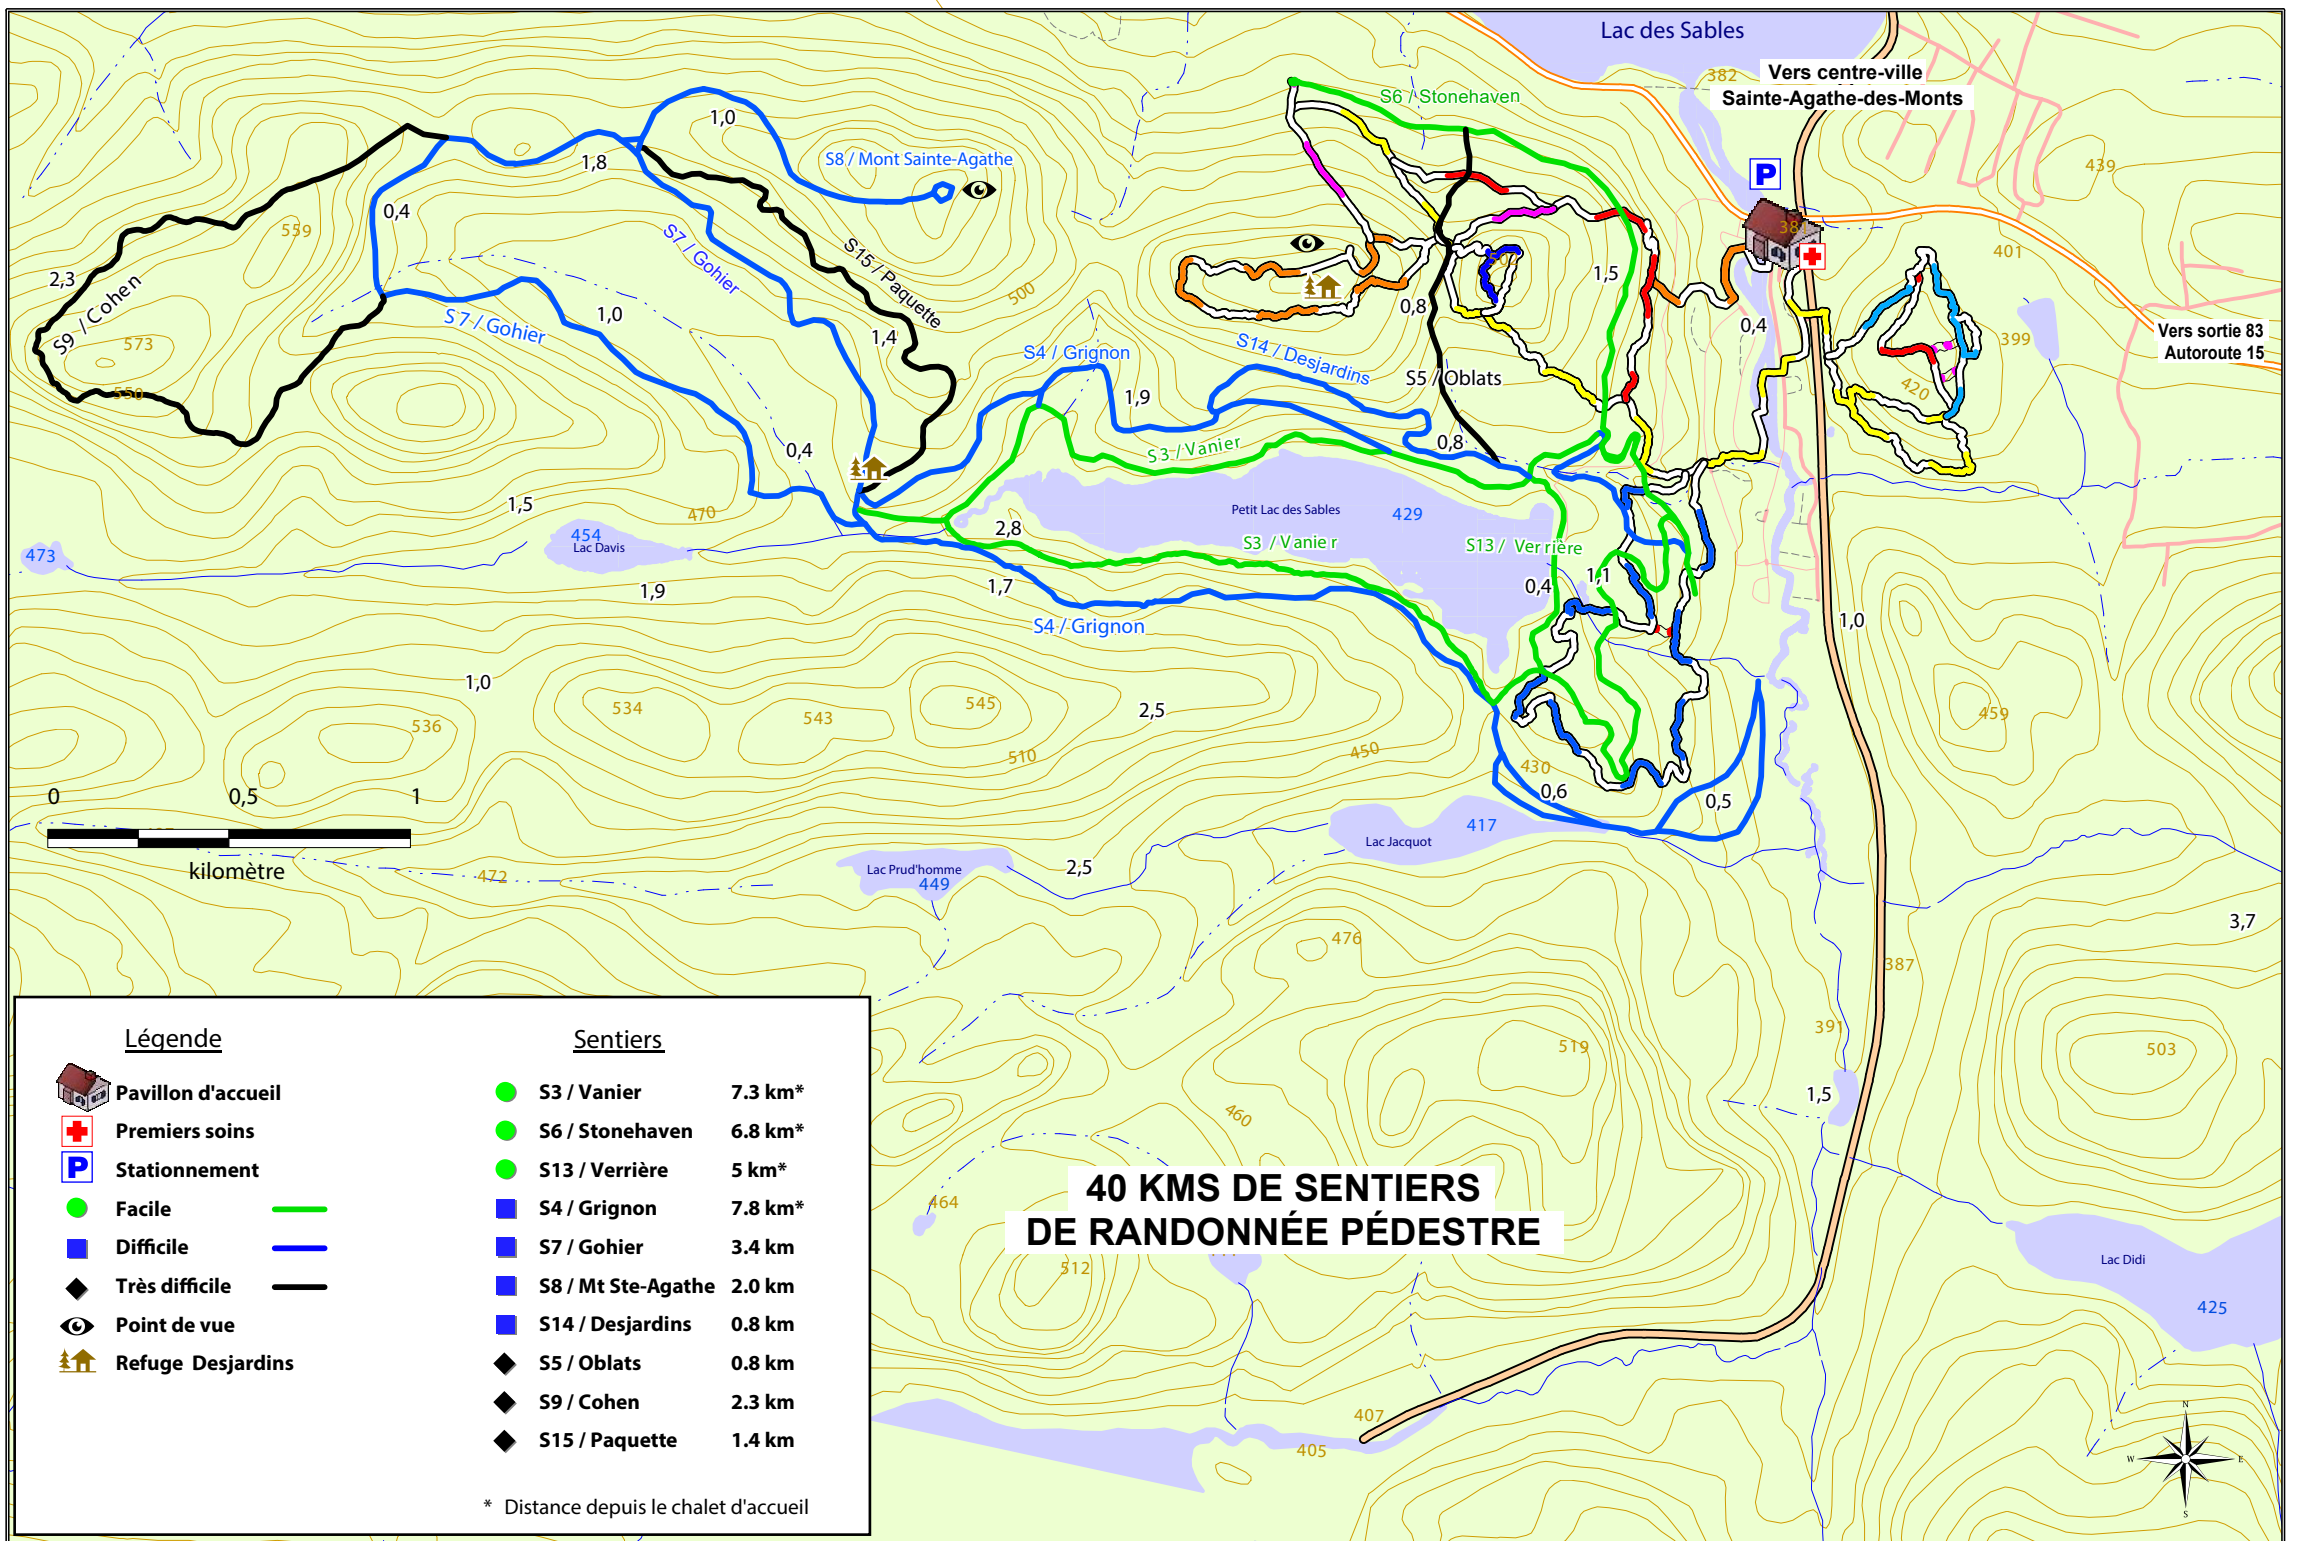 Lac des Sables
382
Vers centre-ville
Sainte-Agathe-des-Monts
S6 / Stonehaven
1,0
P
439
S8 / Mont Sainte-Agathe
1,8
0,4
559
381
401
S7 / Gohier
S15 / Paquette
502
2,3
S9 / Cohen
500
1,5
0,8
573
S7 / Gohier
1,0
1,4
S4 / Grignon
S14 / Desjardins
0,4
399
Vers sortie 83
Autoroute 15
550
1,9
S5 / Oblats
420
S3 / Vanier
0,8
0,4
1,5
470
Petit Lac des Sables
429
454
Lac Davis
473
2,8
S3 / Vanier
S13 / Verrière
1,9
1,7
0,4
1,1
S4 / Grignon
1,0
1,0
534
543
545
2,5
536
510
450
430
459
0,6
0,5
0
0,5
1
kilomètre
417
Lac Jacquot
472
Lac Prud'homme
449
2,5
476
3,7
387
391
519
503
1,5
460
464
512
40 KMS DE SENTIERS
DE RANDONNÉE PÉDESTRE
Lac Didi
425
407
405
N
W
E
S
Légende
Pavillon d'accueil
Premiers soins
P Stationnement
Facile
Difficile
Très difficile
Point de vue
Refuge Desjardins
Sentiers
S3 / Vanier 7.3 km*
S6 / Stonehaven 6.8 km*
S13 / Verrière 5 km*
S4 / Grignon 7.8 km*
S7 / Gohier 3.4 km
S8 / Mt Ste-Agathe 2.0 km
S14 / Desjardins 0.8 km
S5 / Oblats 0.8 km
S9 / Cohen 2.3 km
S15 / Paquette 1.4 km
* Distance depuis le chalet d'accueil